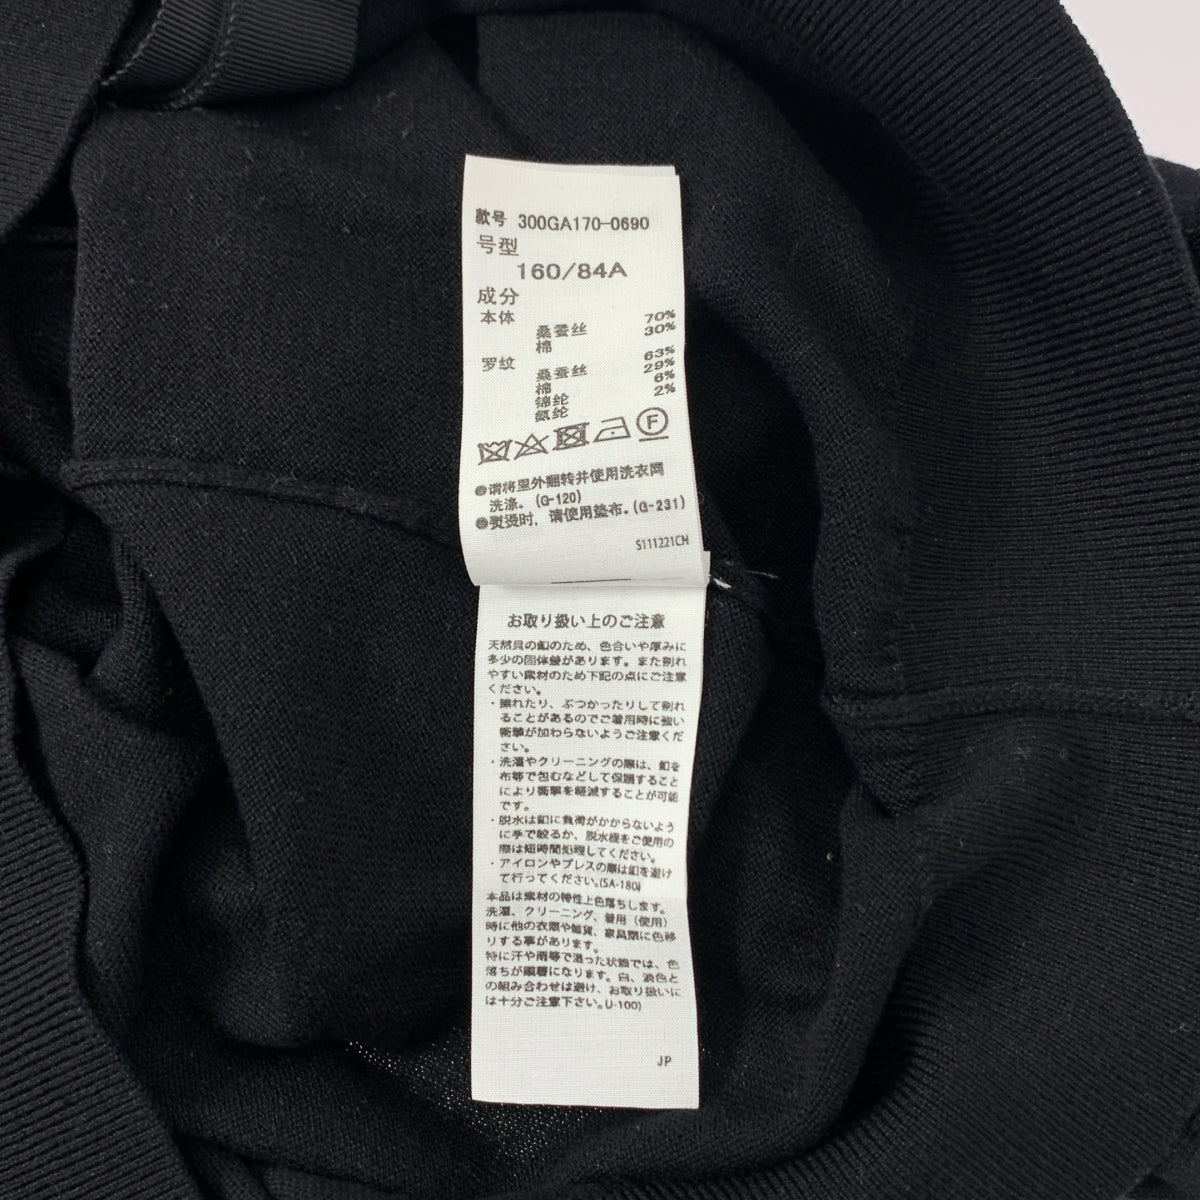 款号 300GA170-0690
号型
160/84A
成分
本体 70%
桑蚕丝 30%
棉
罗纹 63%
桑蚕丝 29%
棉 6%
锦纶 2%
氨纶
F
●请将里外翻转并使用洗衣网
洗涤。(G-120)
●熨烫时，请使用垫布。(G-231)
S111221CH
お取り扱い上のご注意
天然貝の釦のため、色合いや厚みに
多少の固体差があります。また割れ
やすい素材のため下記の点にご注意
ください。
・擦れたり、ぶつかったりして割れ
ることがあるのでご着用時に強い
衝撃が加わらないようご注意くだ
さい。
・洗濯やクリーニングの際は、釦を
布等で包むなどして保護すること
により衝撃を軽減することが可能
です。
・脱水は釦に負荷がかからないよう
に手で絞るか、脱水機をご使用の
際は短時間処理してください。
・アイロンやプレスの際は釦を避け
て行ってください。(SA-180)
本品は素材の特性上色落ちします。
洗濯、クリーニング、着用（使用）
時に他の衣類や雑貨、家具類に色移
りする事があります。
特に汗や雨等で湿った状態では、色
落ちが顕著になります。白、淡色と
の組み合わせは避け、お取り扱いに
は十分ご注意下さい。(J-100)
JP